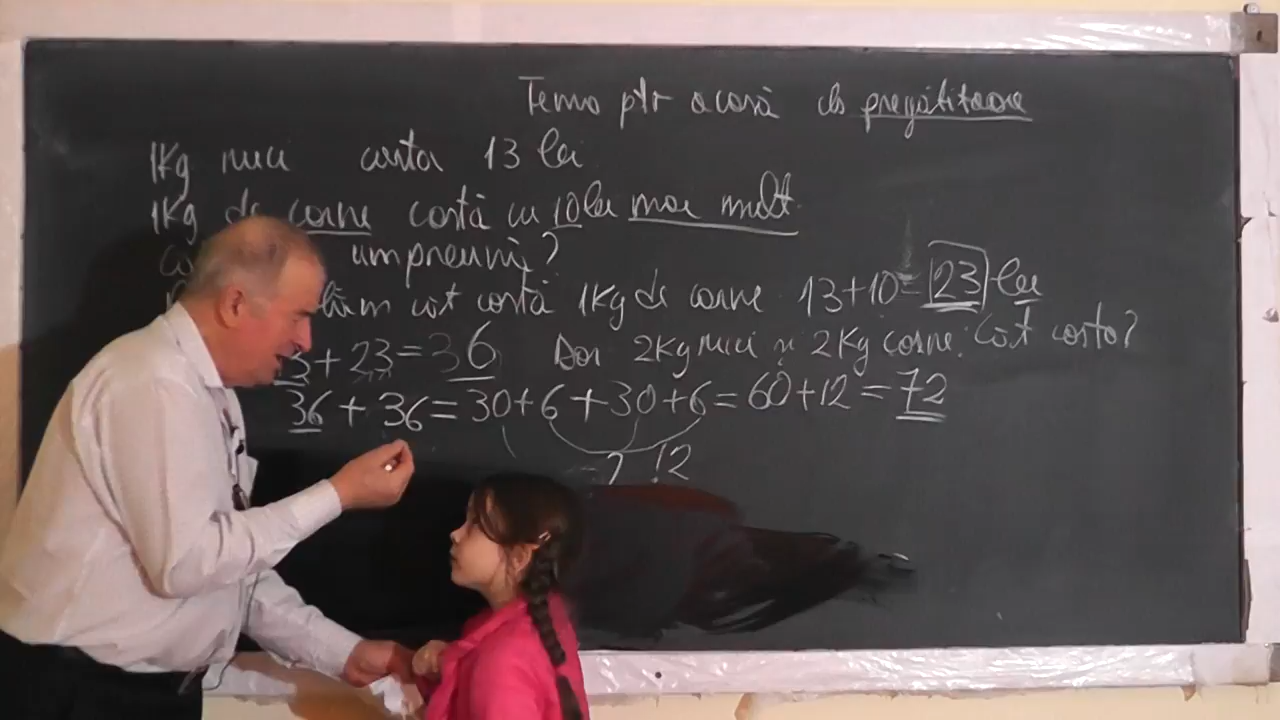 Tema ptr acasă cls pregătitoare
1Kg nuci costa 13 lei
1Kg de carne costă cu 10 lei mai mult.
împreună?
cât costă 1Kg de carne 13+10=23 lei
+23=36 Dar 2Kg nuci și 2Kg carne. Cât costa?
36+36=30+6+30+6=60+12=72
12